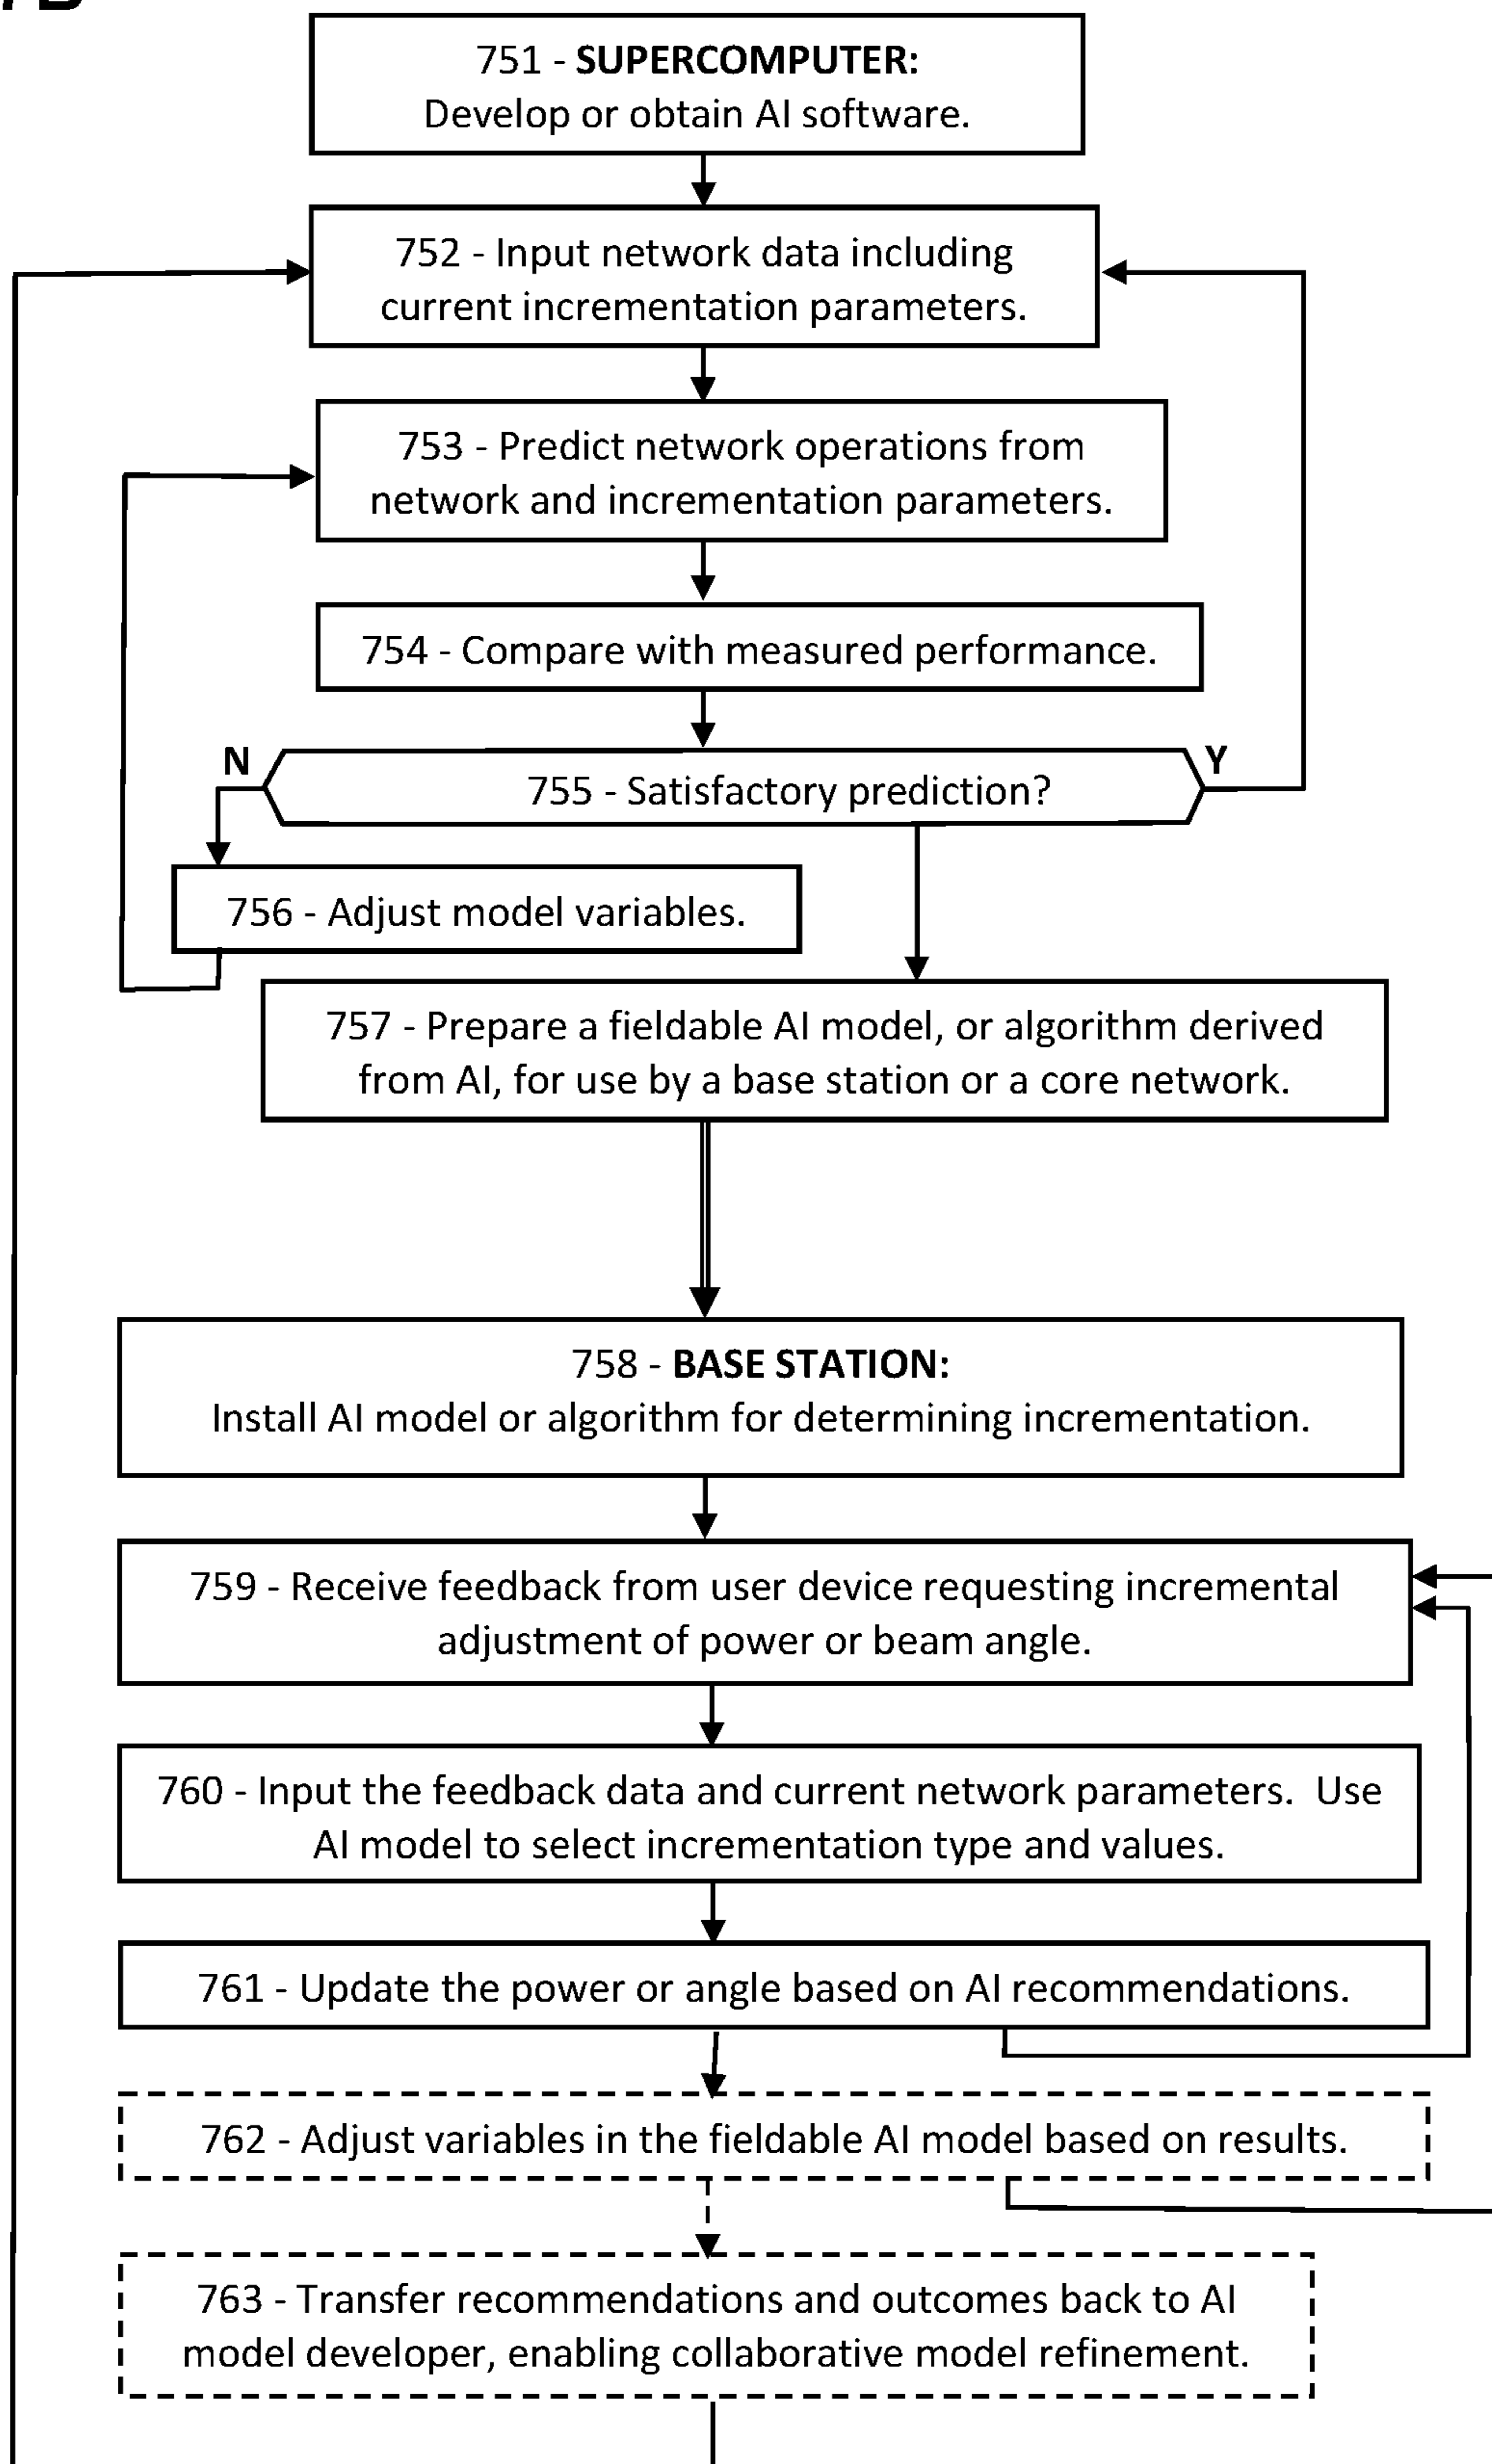 751 - SUPERCOMPUTER:
Develop or obtain AI software.
752 - Input network data including
current incrementation parameters.
753 - Predict network operations from
network and incrementation parameters.
754 - Compare with measured performance.
N
Y
755 - Satisfactory prediction?
756 - Adjust model variables.
757 - Prepare a fieldable AI model, or algorithm derived
from AI, for use by a base station or a core network.
758 - BASE STATION:
Install AI model or algorithm for determining incrementation.
759 - Receive feedback from user device requesting incremental
adjustment of power or beam angle.
760 - Input the feedback data and current network parameters.  Use
AI model to select incrementation type and values.
761 - Update the power or angle based on AI recommendations.
762 - Adjust variables in the fieldable AI model based on results.
763 - Transfer recommendations and outcomes back to AI
model developer, enabling collaborative model refinement.